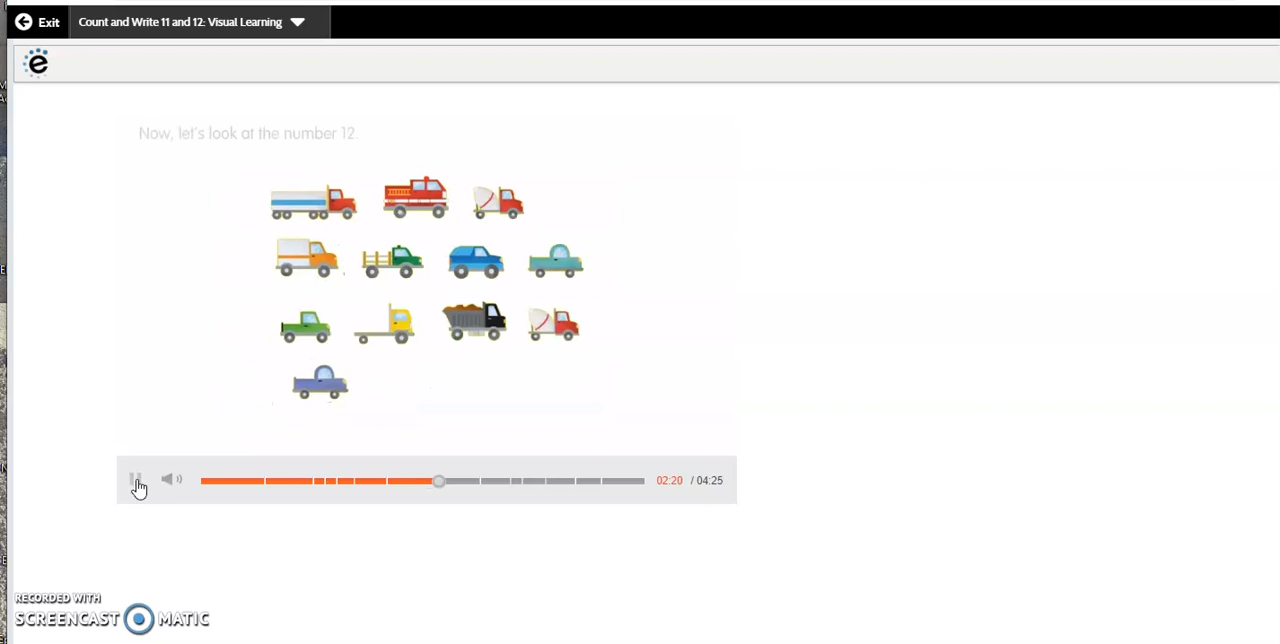 Exit
Count and Write 11 and 12: Visual Learning
e
Now, let's look at the number 12.
02:20 / 04:25
RECORDED WITH
SCREENCAST MATIC